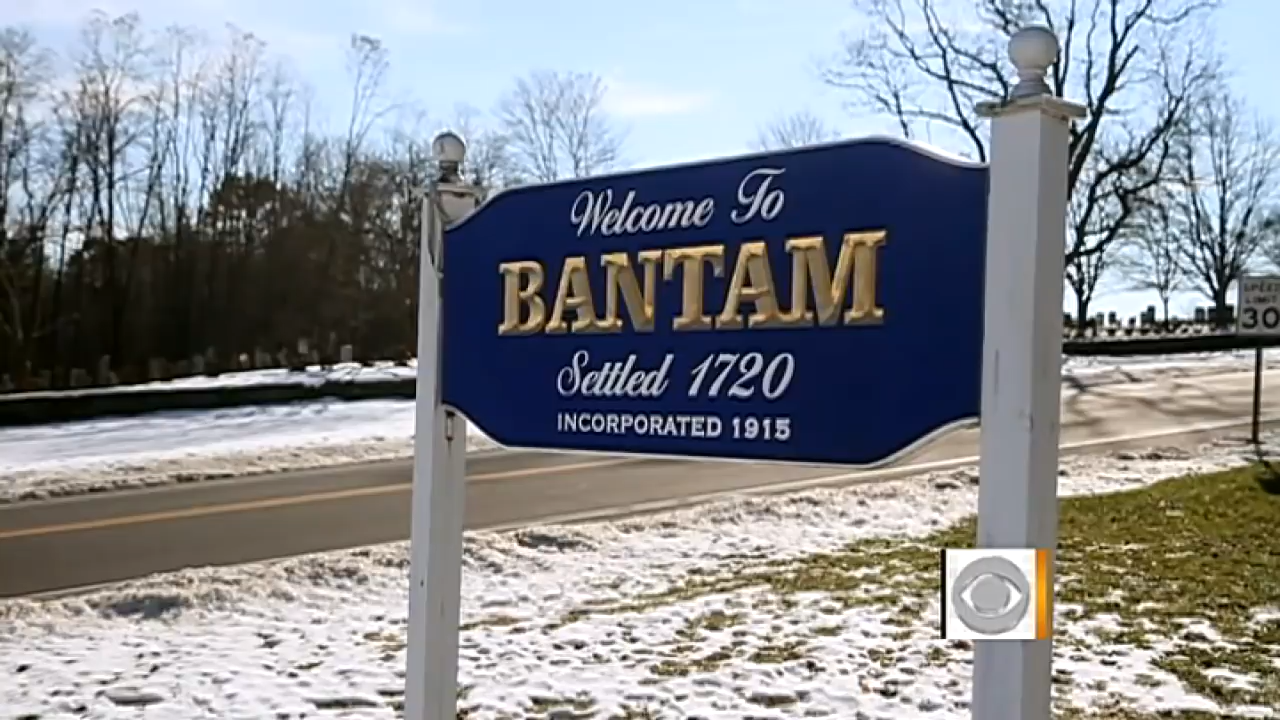 Welcome To
BANTAM
Settled 1720
INCORPORATED 1915
SPEED
LIMIT
30